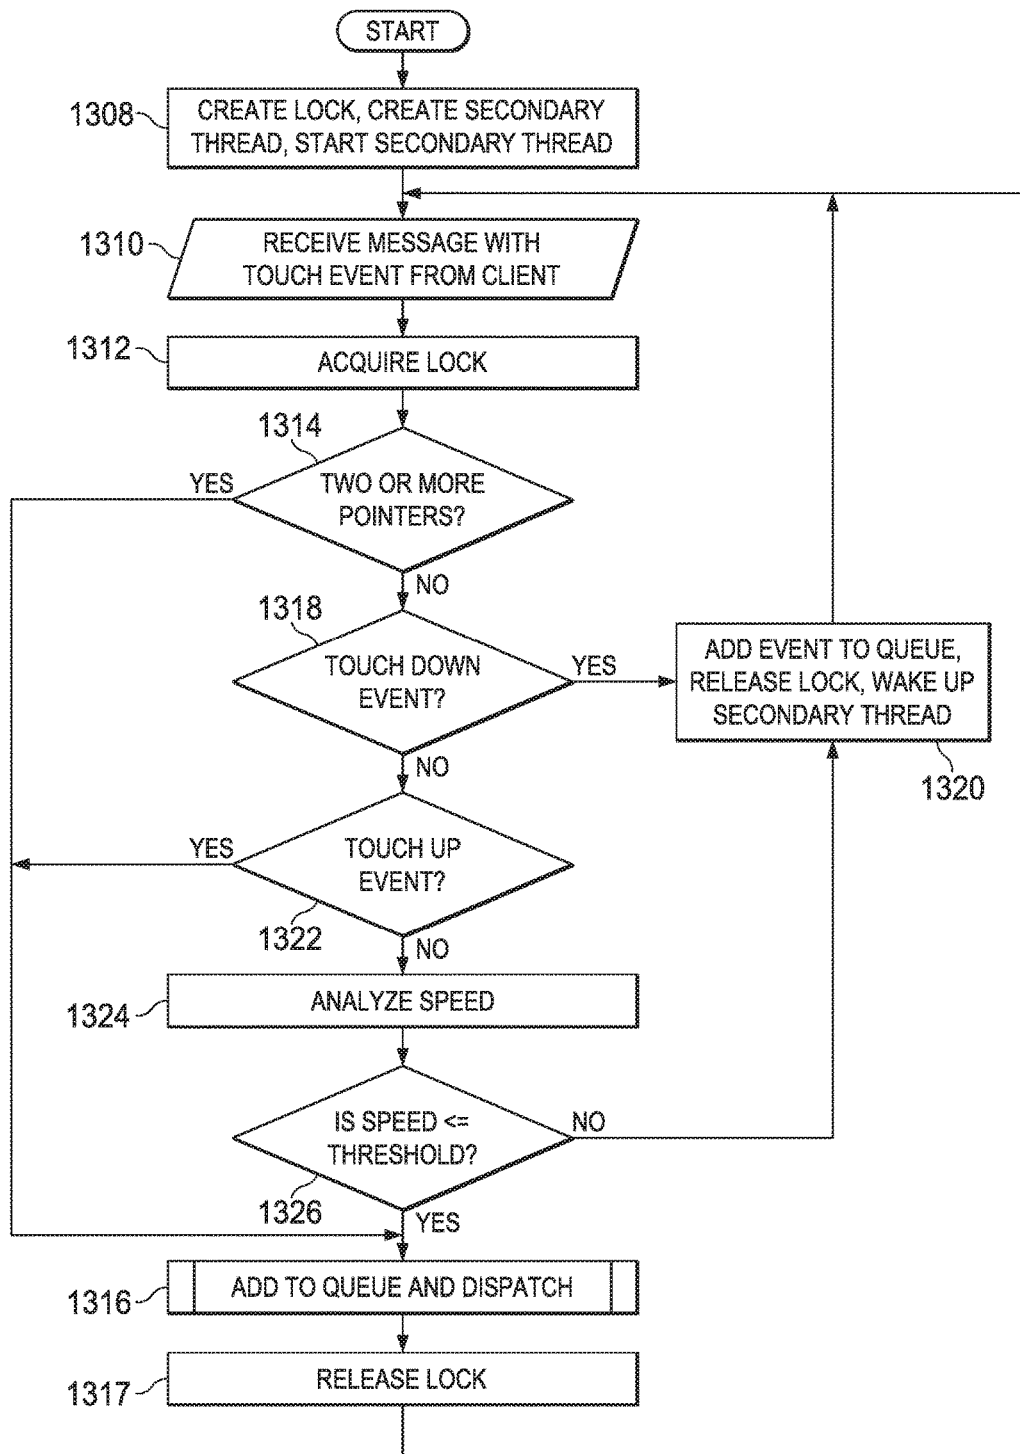 START
1308
CREATE LOCK, CREATE SECONDARY
THREAD, START SECONDARY THREAD
1310
RECEIVE MESSAGE WITH
TOUCH EVENT FROM CLIENT
1312
ACQUIRE LOCK
1314
YES
TWO OR MORE
POINTERS?
NO
1318
TOUCH DOWN
EVENT?
YES
ADD EVENT TO QUEUE,
RELEASE LOCK, WAKE UP
SECONDARY THREAD
1320
NO
YES
TOUCH UP
EVENT?
1322
NO
1324
ANALYZE SPEED
IS SPEED <=
THRESHOLD?
NO
1326
YES
1316
ADD TO QUEUE AND DISPATCH
1317
RELEASE LOCK